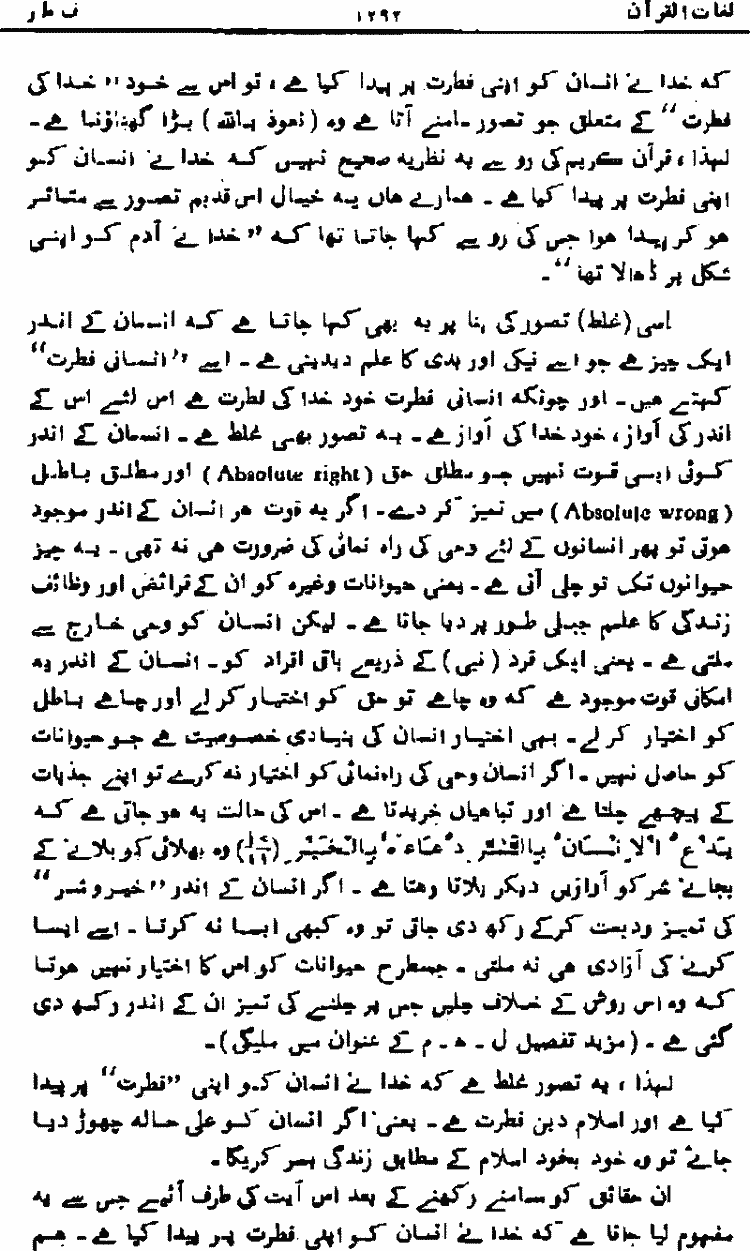 لغات القرآن ۱۲۹۲ ف ط ر
که خدا نے انسان کو اپنی فطرت پر پیدا کیا ہے ، تو اس سے خود ’’ خدا کی
فطرت ‘‘ کے متعلق جو تصور سامنے آتا ہے وہ ( نعوذ باللہ ) بڑا گھناؤنا ہے ۔
لہذا ، قرآن کریم کی رو سے یہ نظریہ صحیح نہیں کہ خدا نے انسان کو
اپنی فطرت پر پیدا کیا ہے ۔ ہمارے ہاں یہ خیال اس قدیم تصور سے متاثر
ہو کر پیدا ہوا جس کی رو سے کہا جاتا تھا کہ ’’ خدا نے آدم کو اپنی
شکل پر ڈھالا تھا ‘‘ ۔
اسی (غلط) تصور کی بنا پر یہ بھی کہا جاتا ہے کہ انسان کے اندر
ایک چیز ہے جو اسے نیکی اور بدی کا علم دیدیتی ہے ۔ اسے ’’ انسانی فطرت ‘‘
کہتے ہیں ۔ اور چونکہ انسانی فطرت خود خدا کی فطرت ہے اس لئے اس کے
اندر کی آواز ، خود خدا کی آواز ہے ۔ یہ تصور بھی غلط ہے ۔ انسان کے اندر
کوئی ایسی قوت نہیں جو مطلق حق ( Absolute right ) اور مطلق باطل
( Absolute wrong ) میں تمیز کر دے ۔ اگر یہ قوت ہر انسان کے اندر موجود
ہوتی تو پھر انسانوں کے لئے وحی کی راہ نمائی کی ضرورت ہی نہ تھی ۔ یہ چیز
حیوانوں تک تو چلی آتی ہے ۔ یعنی حیوانات وغیرہ کو ان کے فرائض اور وظائف
زندگی کا علم جبلی طور پر دیا جاتا ہے ۔ لیکن انسان کو وحی خارج سے
ملتی ہے ۔ یعنی ایک فرد ( نبی ) کے ذریعے باقی افراد کو ۔ انسان کے اندر یہ
امکانی قوت موجود ہے کہ وہ چاہے تو حق کو اختیار کر لے اور چاہے باطل
کو اختیار کر لے ۔ یہی اختیار انسان کی بنیادی خصوصیت ہے جو حیوانات
کو حاصل نہیں ۔ اگر انسان وحی کی راہنمائی کو اختیار نہ کرے تو اپنے جذبات
کے پیچھے چلتا ہے اور تباہیاں خریدتا ہے ۔ اس کی حالت یہ ہو جاتی ہے کہ
یَدْعُ الْاِنْسَانُ بِالشَّرِّ دُعَاءَہٗ بِالْخَیْرِ (۱۷/۱۱) وہ بھلائی کو بلانے کے
بجائے شر کو آوازیں دیکر بلاتا رہتا ہے ۔ اگر انسان کے اندر ’’ خیر و شر ‘‘
کی تمیز ودیعت کر کے رکھ دی جاتی تو وہ کبھی ایسا نہ کرتا ۔ اسے ایسا
کرنے کی آزادی ہی نہ ملتی ۔ جسطرح حیوانات کو اس کا اختیار نہیں ہوتا
کہ وہ اس روش کے خلاف چلیں جس پر چلنے کی تمیز ان کے اندر رکھ دی
گئی ہے ۔ ( مزید تفصیل ل ۔ ہ ۔ م کے عنوان میں ملیگی ) ۔
لہذا ، یہ تصور غلط ہے کہ خدا نے انسان کو اپنی ’’ فطرت ‘‘ پر پیدا
کیا ہے اور اسلام دین فطرت ہے ۔ یعنی اگر انسان کو علی حالہ چھوڑ دیا
جائے تو وہ خود بخود اسلام کے مطابق زندگی بسر کریگا ۔
ان حقائق کو سامنے رکھنے کے بعد اس آیت کی طرف آئیے جس سے یہ
مفہوم لیا جاتا ہے کہ خدا نے انسان کو اپنی فطرت پر پیدا کیا ہے ۔ ہم